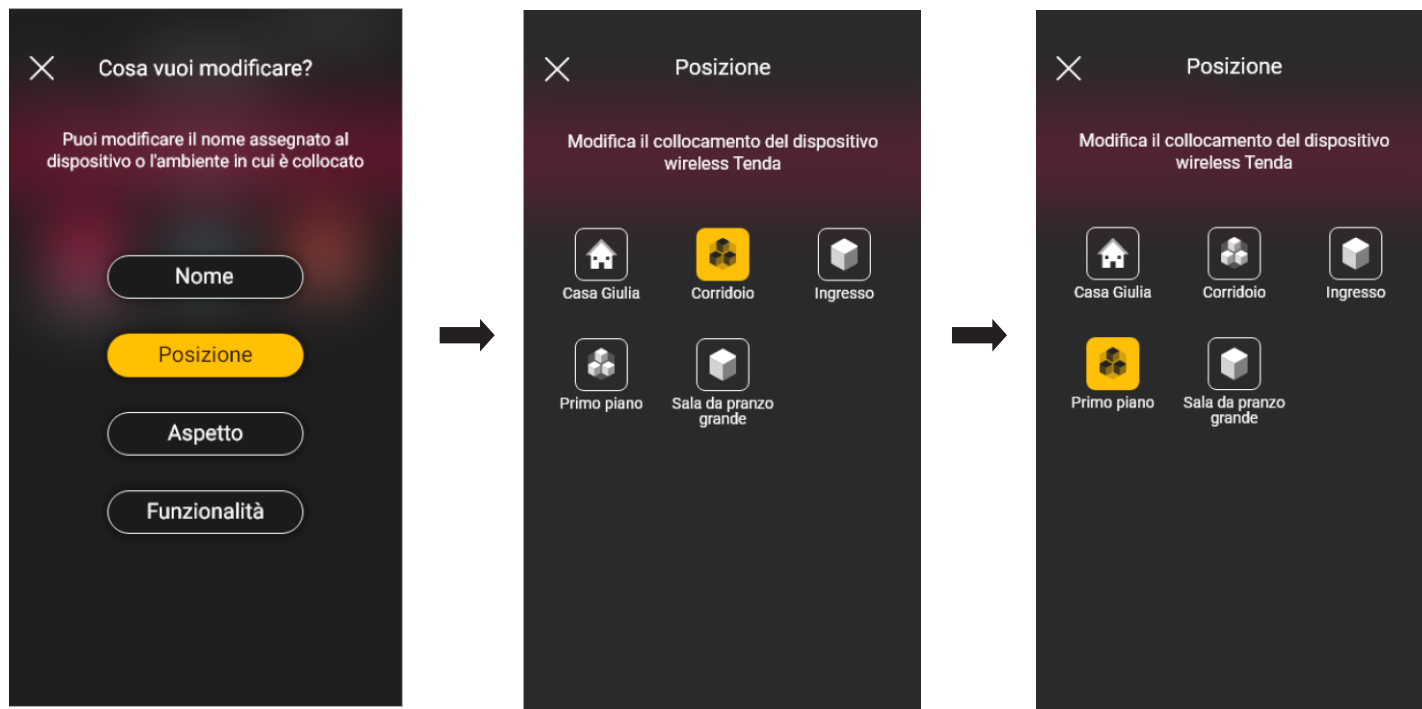 Cosa vuoi modificare?
Puoi modificare il nome assegnato al
dispositivo o l'ambiente in cui è collocato
Nome
Posizione
Aspetto
Funzionalità
Posizione
Modifica il collocamento del dispositivo
wireless Tenda
Casa Giulia
Corridoio
Ingresso
Primo piano
Sala da pranzo
grande
Posizione
Modifica il collocamento del dispositivo
wireless Tenda
Casa Giulia
Corridoio
Ingresso
Primo piano
Sala da pranzo
grande